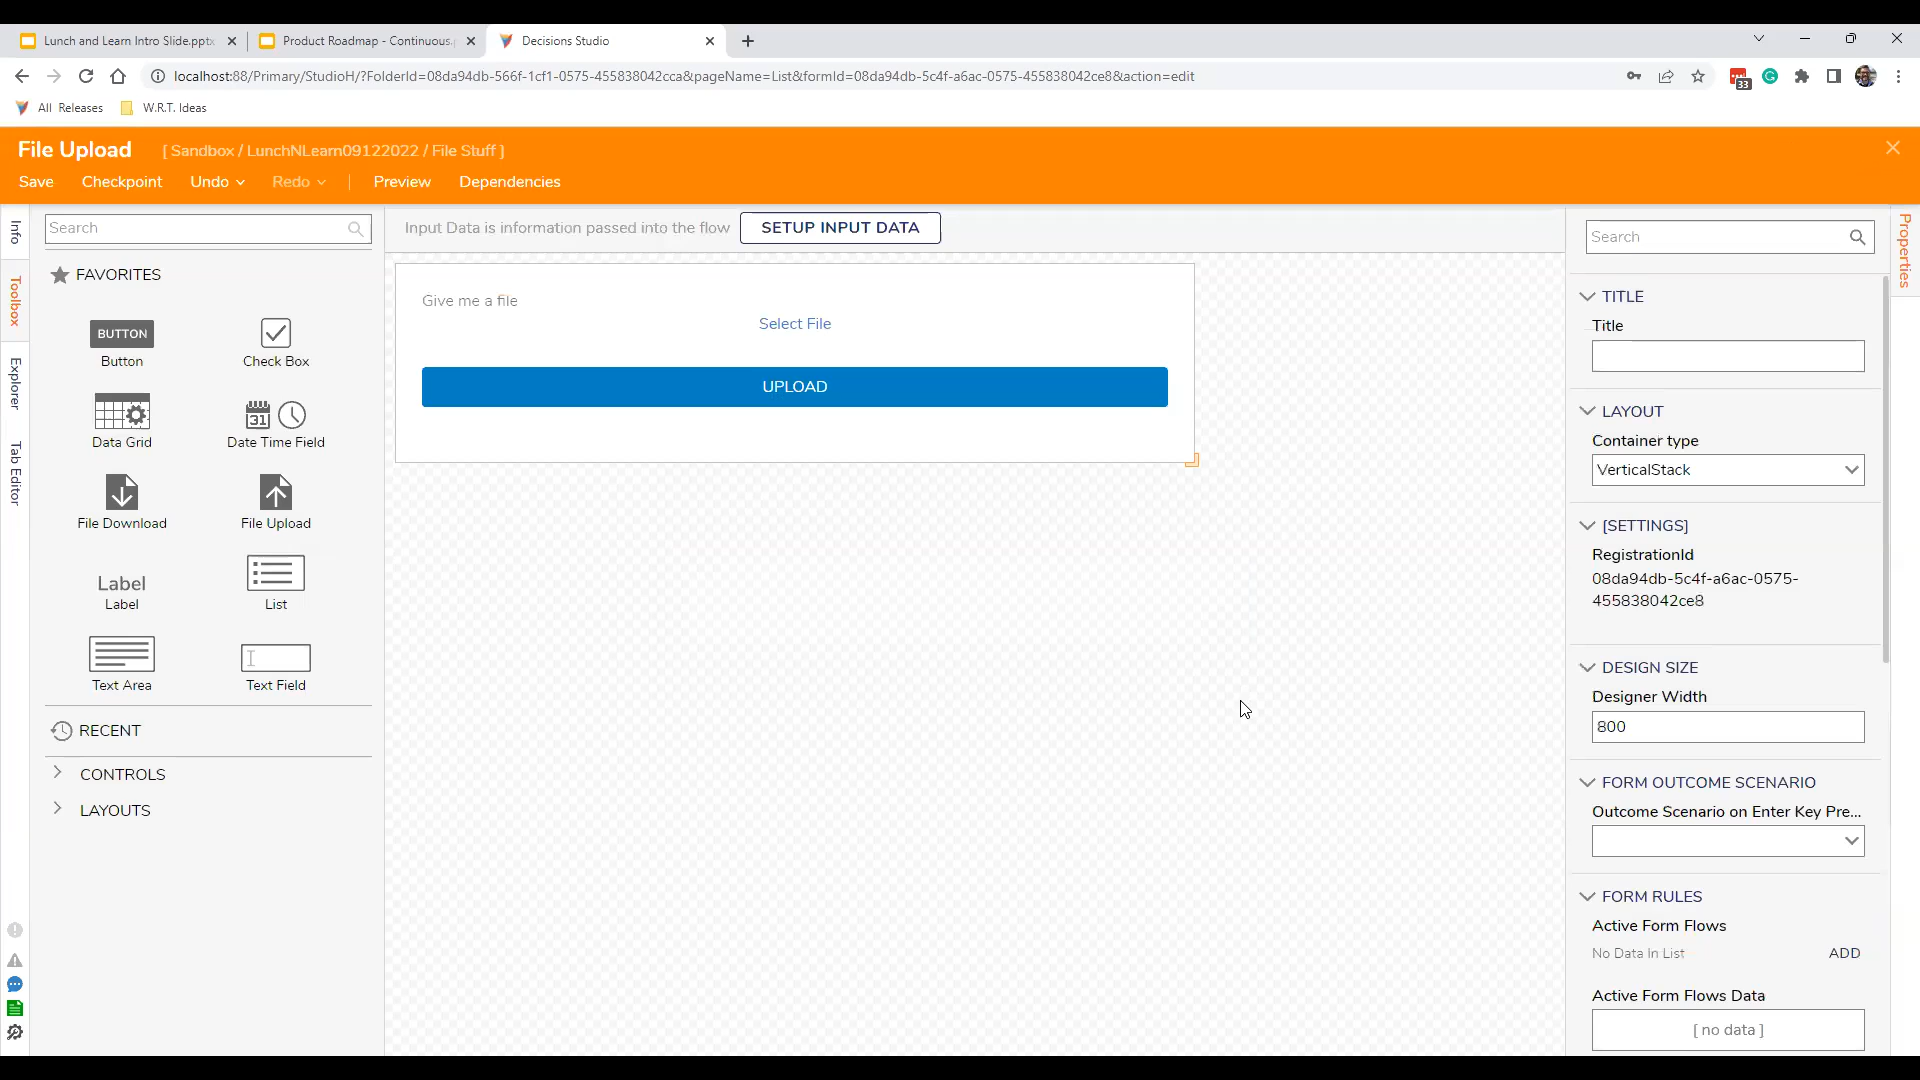 Lunch and Learn Intro Slide.pptx
Product Roadmap - Continuous.p
Decisions Studio
localhost:88/Primary/StudioH/?FolderId=08da94db-566f-1cf1-0575-455838042cca&pageName=List&formId=08da94db-5c4f-a6ac-0575-455838042ce8&action=edit
33
All Releases
W.R.T. Ideas
File Upload
[ Sandbox / LunchNLearn09122022 / File Stuff ]
Save
Checkpoint
Undo
Redo
Preview
Dependencies
Info
Toolbox
Explorer
Tab Editor
Search
FAVORITES
BUTTON
Button
Check Box
Data Grid
31
Date Time Field
File Download
File Upload
Label
Label
List
Text Area
Text Field
RECENT
CONTROLS
LAYOUTS
Input Data is information passed into the flow
SETUP INPUT DATA
Give me a file
Select File
UPLOAD
Properties
Search
TITLE
Title
LAYOUT
Container type
VerticalStack
[SETTINGS]
RegistrationId
08da94db-5c4f-a6ac-0575-
455838042ce8
DESIGN SIZE
Designer Width
800
FORM OUTCOME SCENARIO
Outcome Scenario on Enter Key Pre...
FORM RULES
Active Form Flows
No Data In List
ADD
Active Form Flows Data
[ no data ]